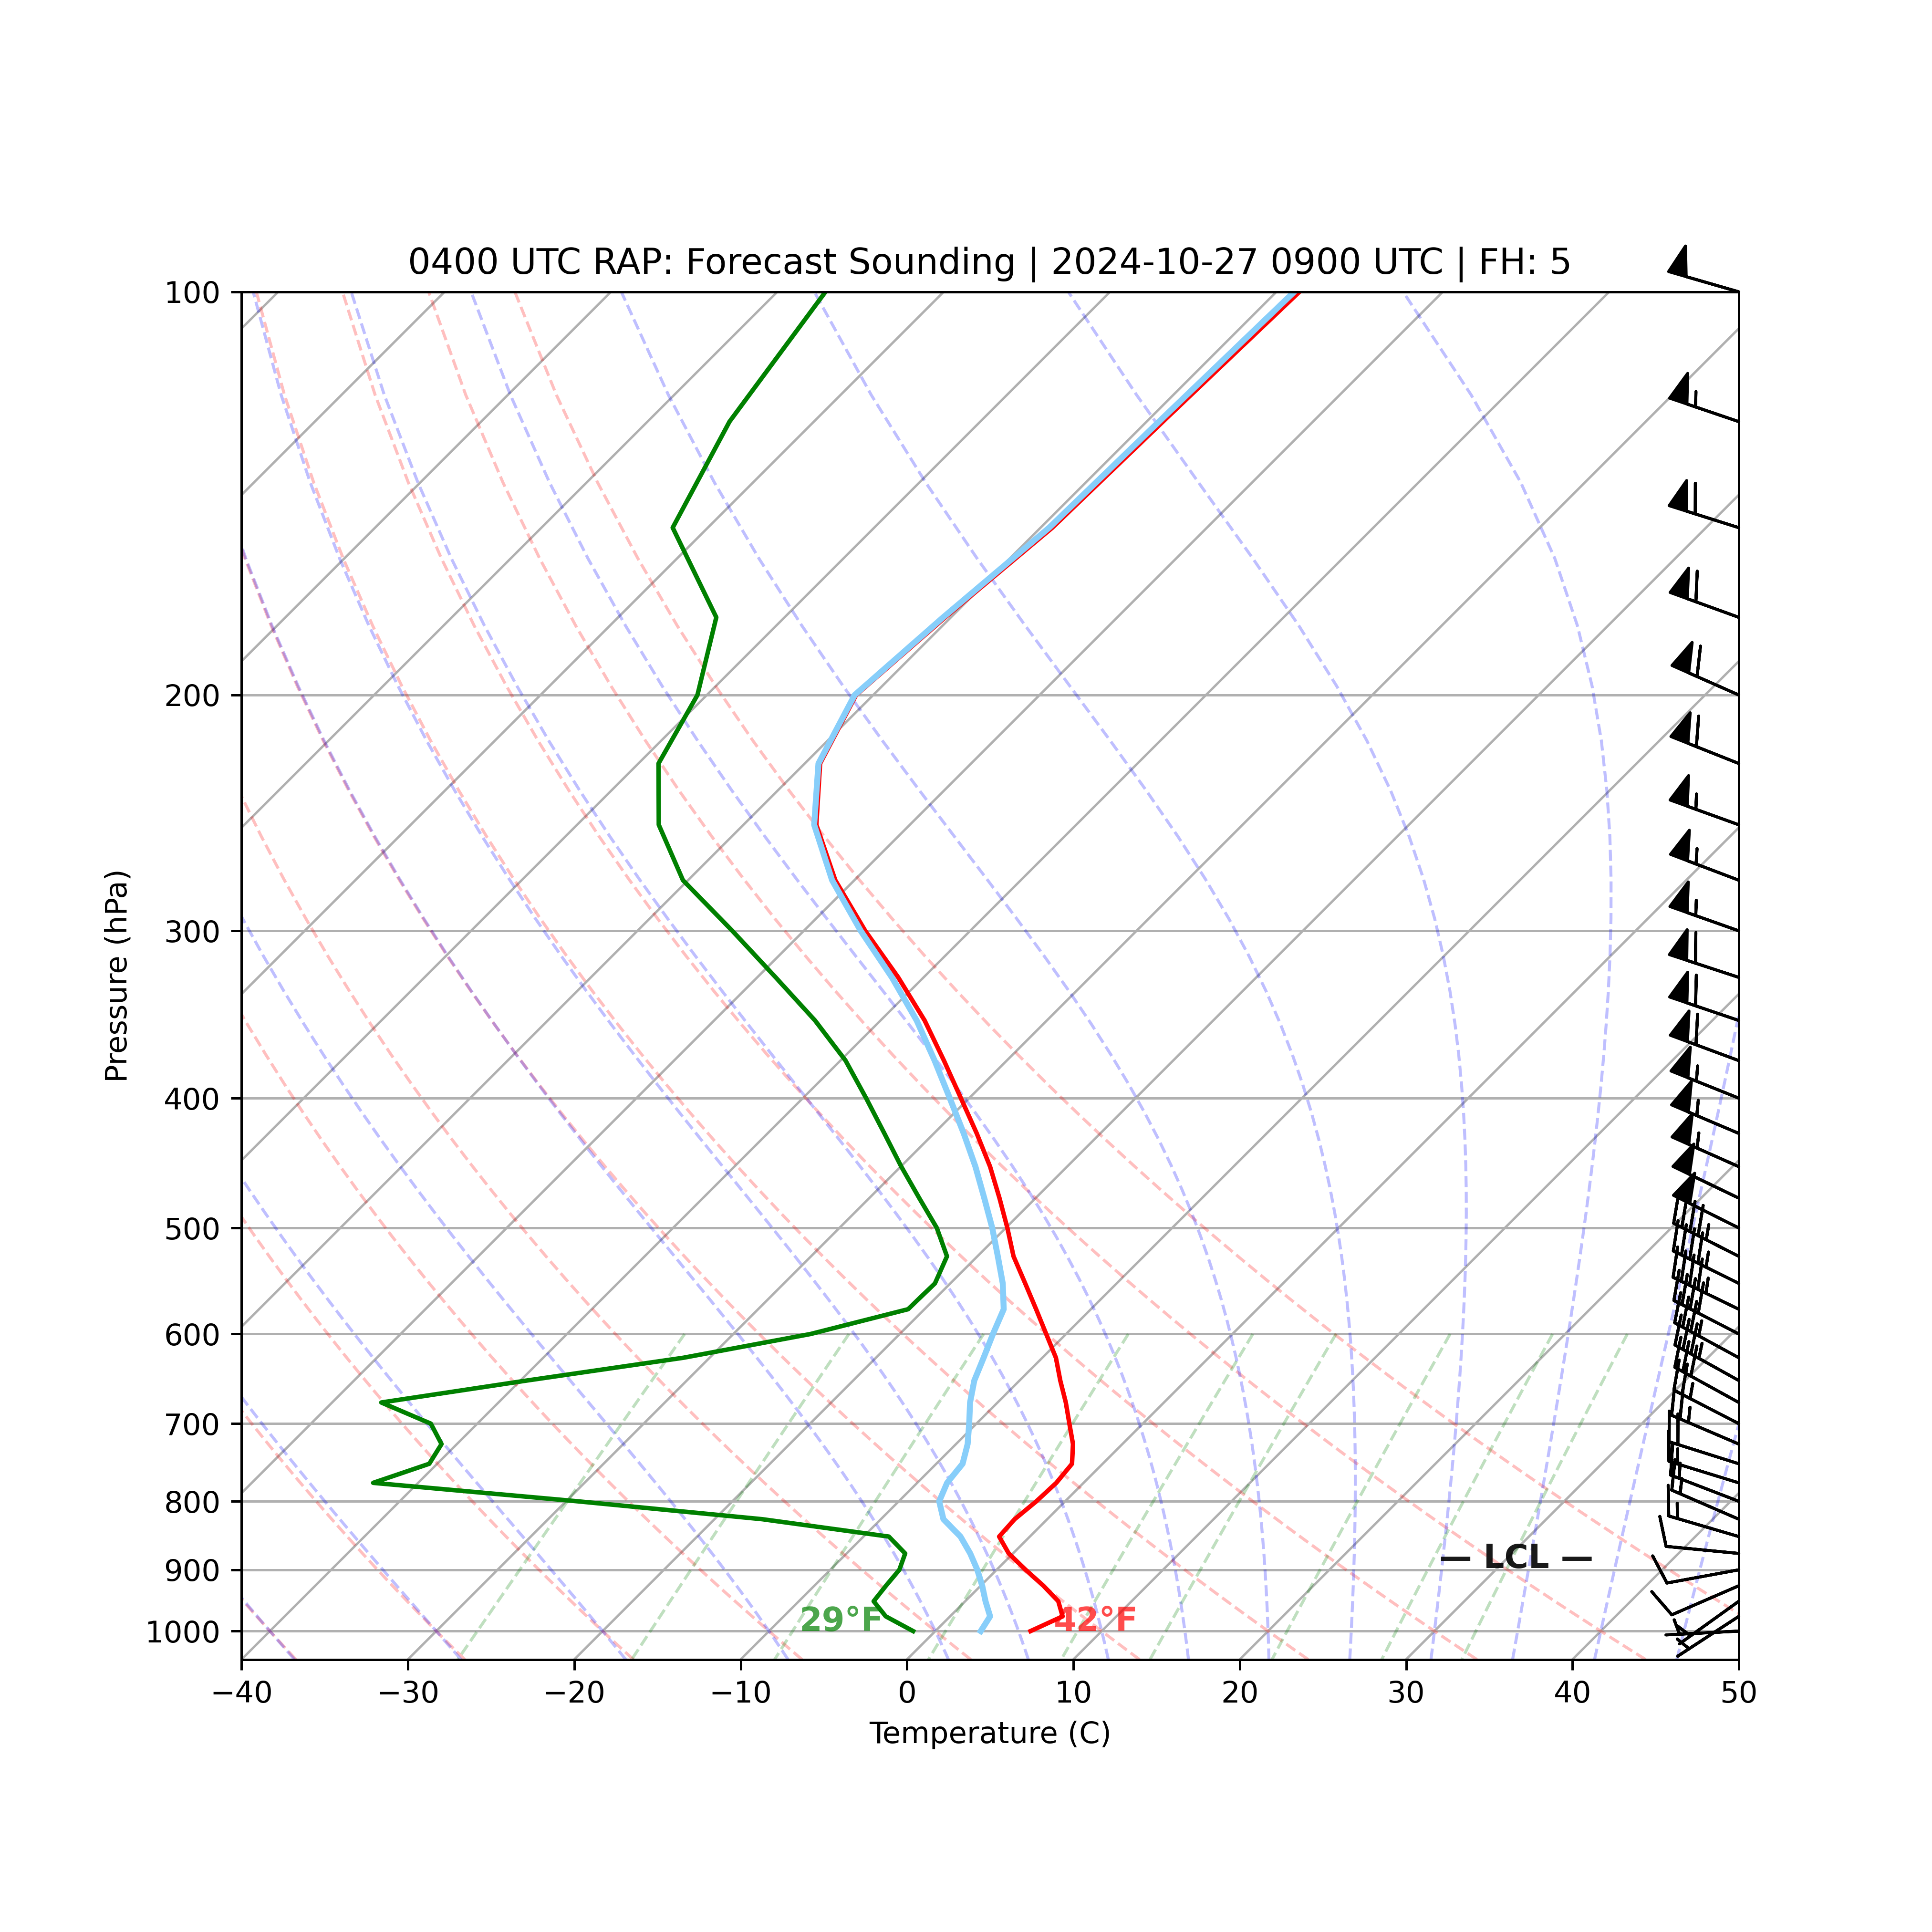 0400 UTC RAP: Forecast Sounding | 2024-10-27 0900 UTC | FH: 5
100
200
300
400
500
600
700
800
900
1000
Pressure (hPa)
— LCL —
29°F
42°F
−40 −30 −20 −10 0 10 20 30 40 50
Temperature (C)